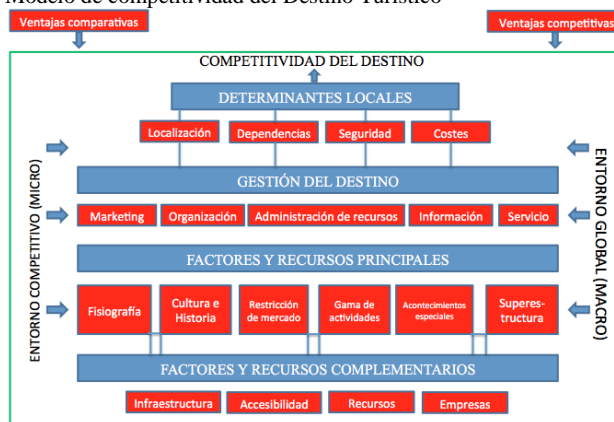 Modelo de competitividad del Destino Turístico
Ventajas comparativas
Ventajas competitivas
COMPETITIVIDAD DEL DESTINO
DETERMINANTES LOCALES
Localización
Dependencias
Seguridad
Costes
GESTIÓN DEL DESTINO
Marketing
Organización
Administración de recursos
Información
Servicio
FACTORES Y RECURSOS PRINCIPALES
Fisiografía
Cultura e
Historia
Restricción
de mercado
Gama de
actividades
Acontecimientos
especiales
Superes-
tructura
FACTORES Y RECURSOS COMPLEMENTARIOS
Infraestructura
Accesibilidad
Recursos
Empresas
ENTORNO COMPETITIVO (MICRO)
ENTORNO GLOBAL (MACRO)